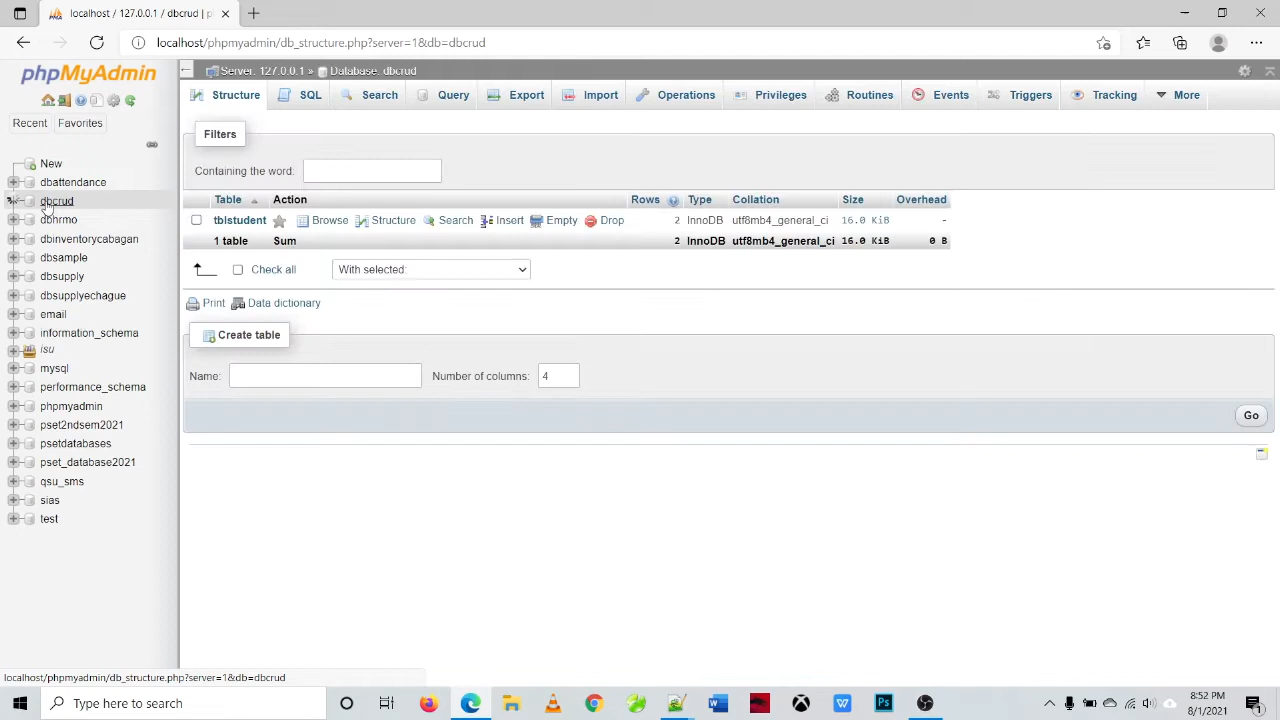 localhost / 127.0.0.1 / dbcrud | p
localhost/phpmyadmin/db_structure.php?server=1&db=dbcrud
phpMyAdmin
Recent Favorites
New
dbattendance
dbcrud
dbhrmo
dbinventorycabagan
dbsample
dbsupply
dbsupplyechague
email
information_schema
isu
mysql
performance_schema
phpmyadmin
pset2ndsem2021
psetdatabases
pset_database2021
qsu_sms
sias
test
Server: 127.0.0.1 » Database: dbcrud
Structure SQL Search Query Export Import Operations Privileges Routines Events Triggers Tracking More
Filters
Containing the word:
Table Action Rows Type Collation Size Overhead
tblstudent Browse Structure Search Insert Empty Drop 2 InnoDB utf8mb4_general_ci 16.0 KiB -
1 table Sum 2 InnoDB utf8mb4_general_ci 16.0 KiB 0 B
Check all With selected:
Print Data dictionary
Create table
Name: Number of columns: 4
Go
localhost/phpmyadmin/db_structure.php?server=1&db=dbcrud
Type here to search
8:52 PM
8/1/2021